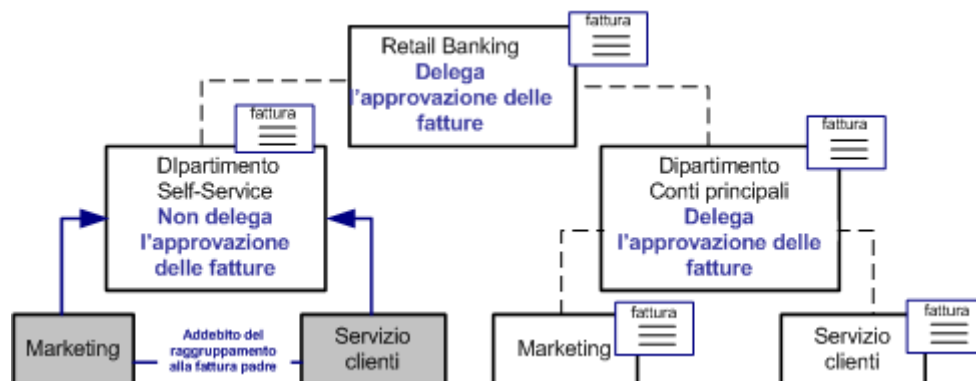 fattura
Retail Banking
Delega
l'approvazione delle
fatture
fattura
DIpartimento
Self-Service
Non delega
l'approvazione
delle fatture
fattura
Dipartimento
Conti principali
Delega
l'approvazione delle
fatture
Marketing
Addebito del
raggruppamento
alla fattura padre
Servizio
clienti
fattura
Marketing
fattura
Servizio
clienti